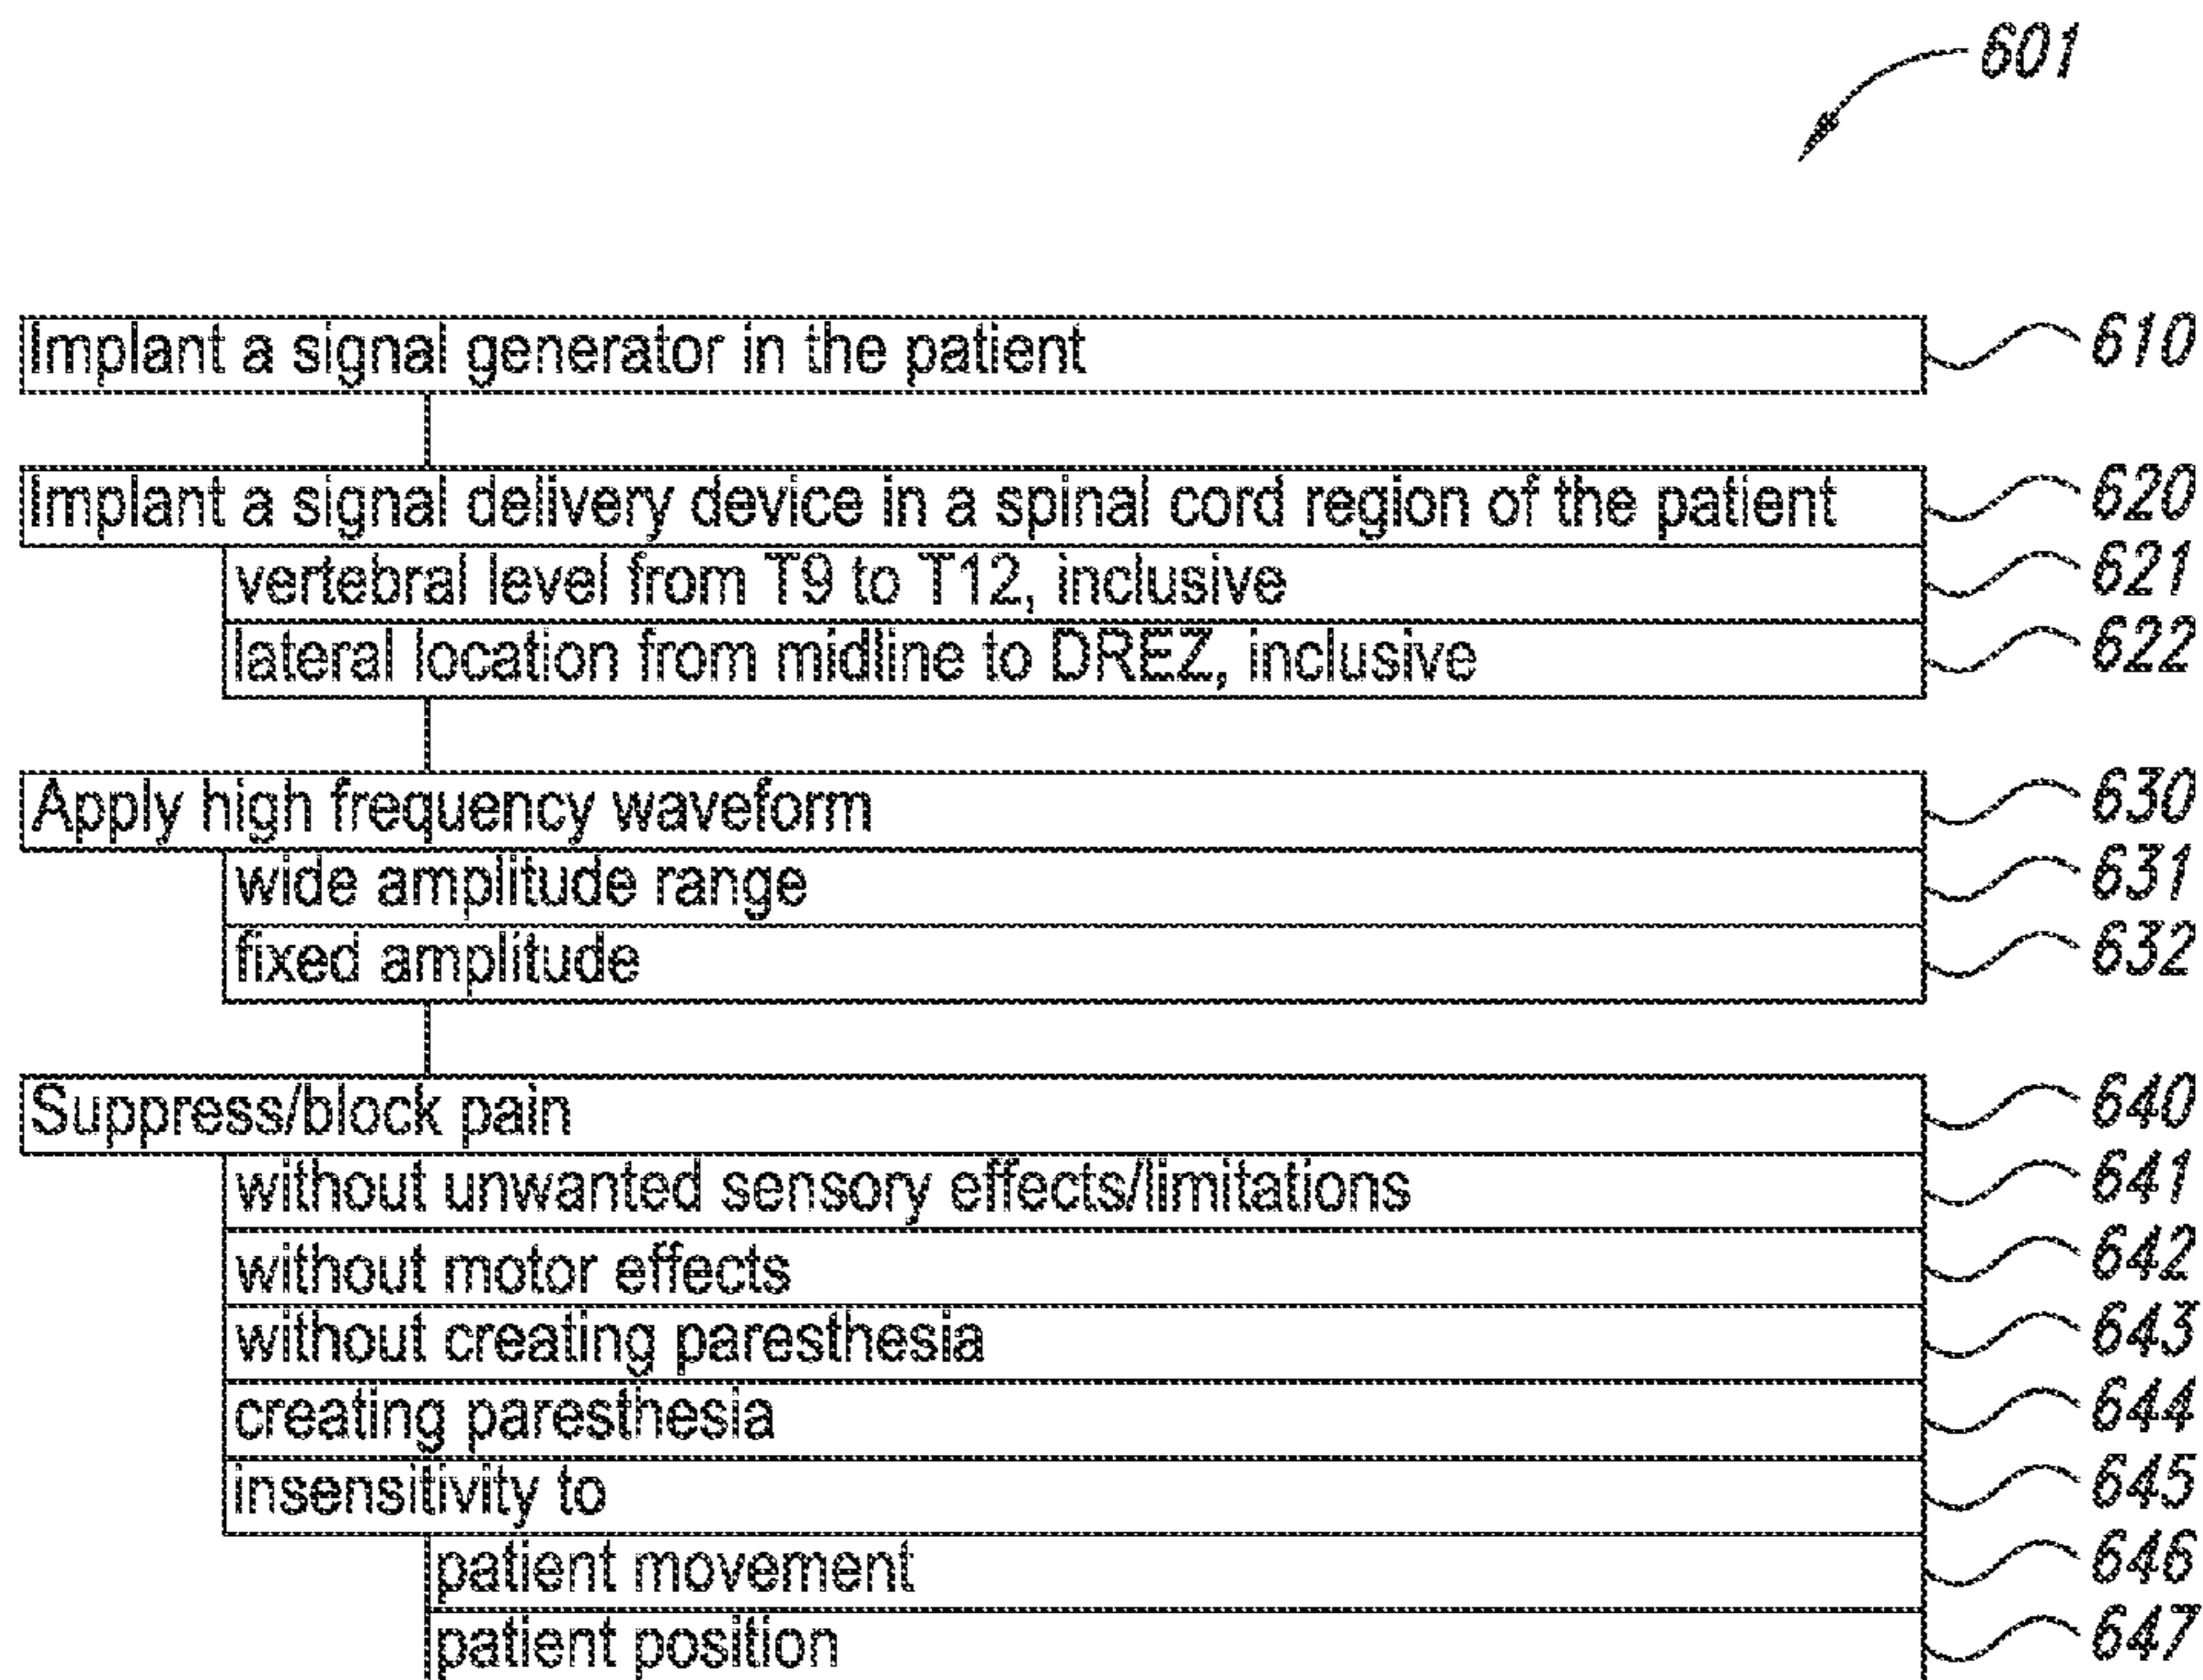 601
Implant a signal generator in the patient 610
Implant a signal delivery device in a spinal cord region of the patient 620
vertebral level from T9 to T12, inclusive 621
lateral location from midline to DREZ, inclusive 622
Apply high frequency waveform 630
wide amplitude range 631
fixed amplitude 632
Suppress/block pain 640
without unwanted sensory effects/limitations 641
without motor effects 642
without creating paresthesia 643
creating paresthesia 644
insensitivity to 645
patient movement 646
patient position 647